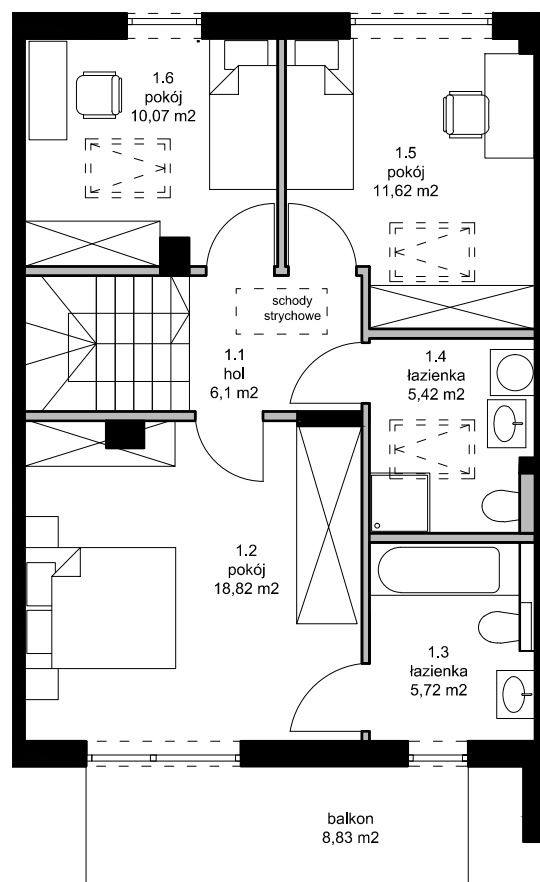 1.6
pokój
10,07 m2
1.5
pokój
11,62 m2
schody
strychowe
1.1
hol
6,1 m2
1.4
łazienka
5,42 m2
1.2
pokój
18,82 m2
1.3
łazienka
5,72 m2
balkon
8,83 m2